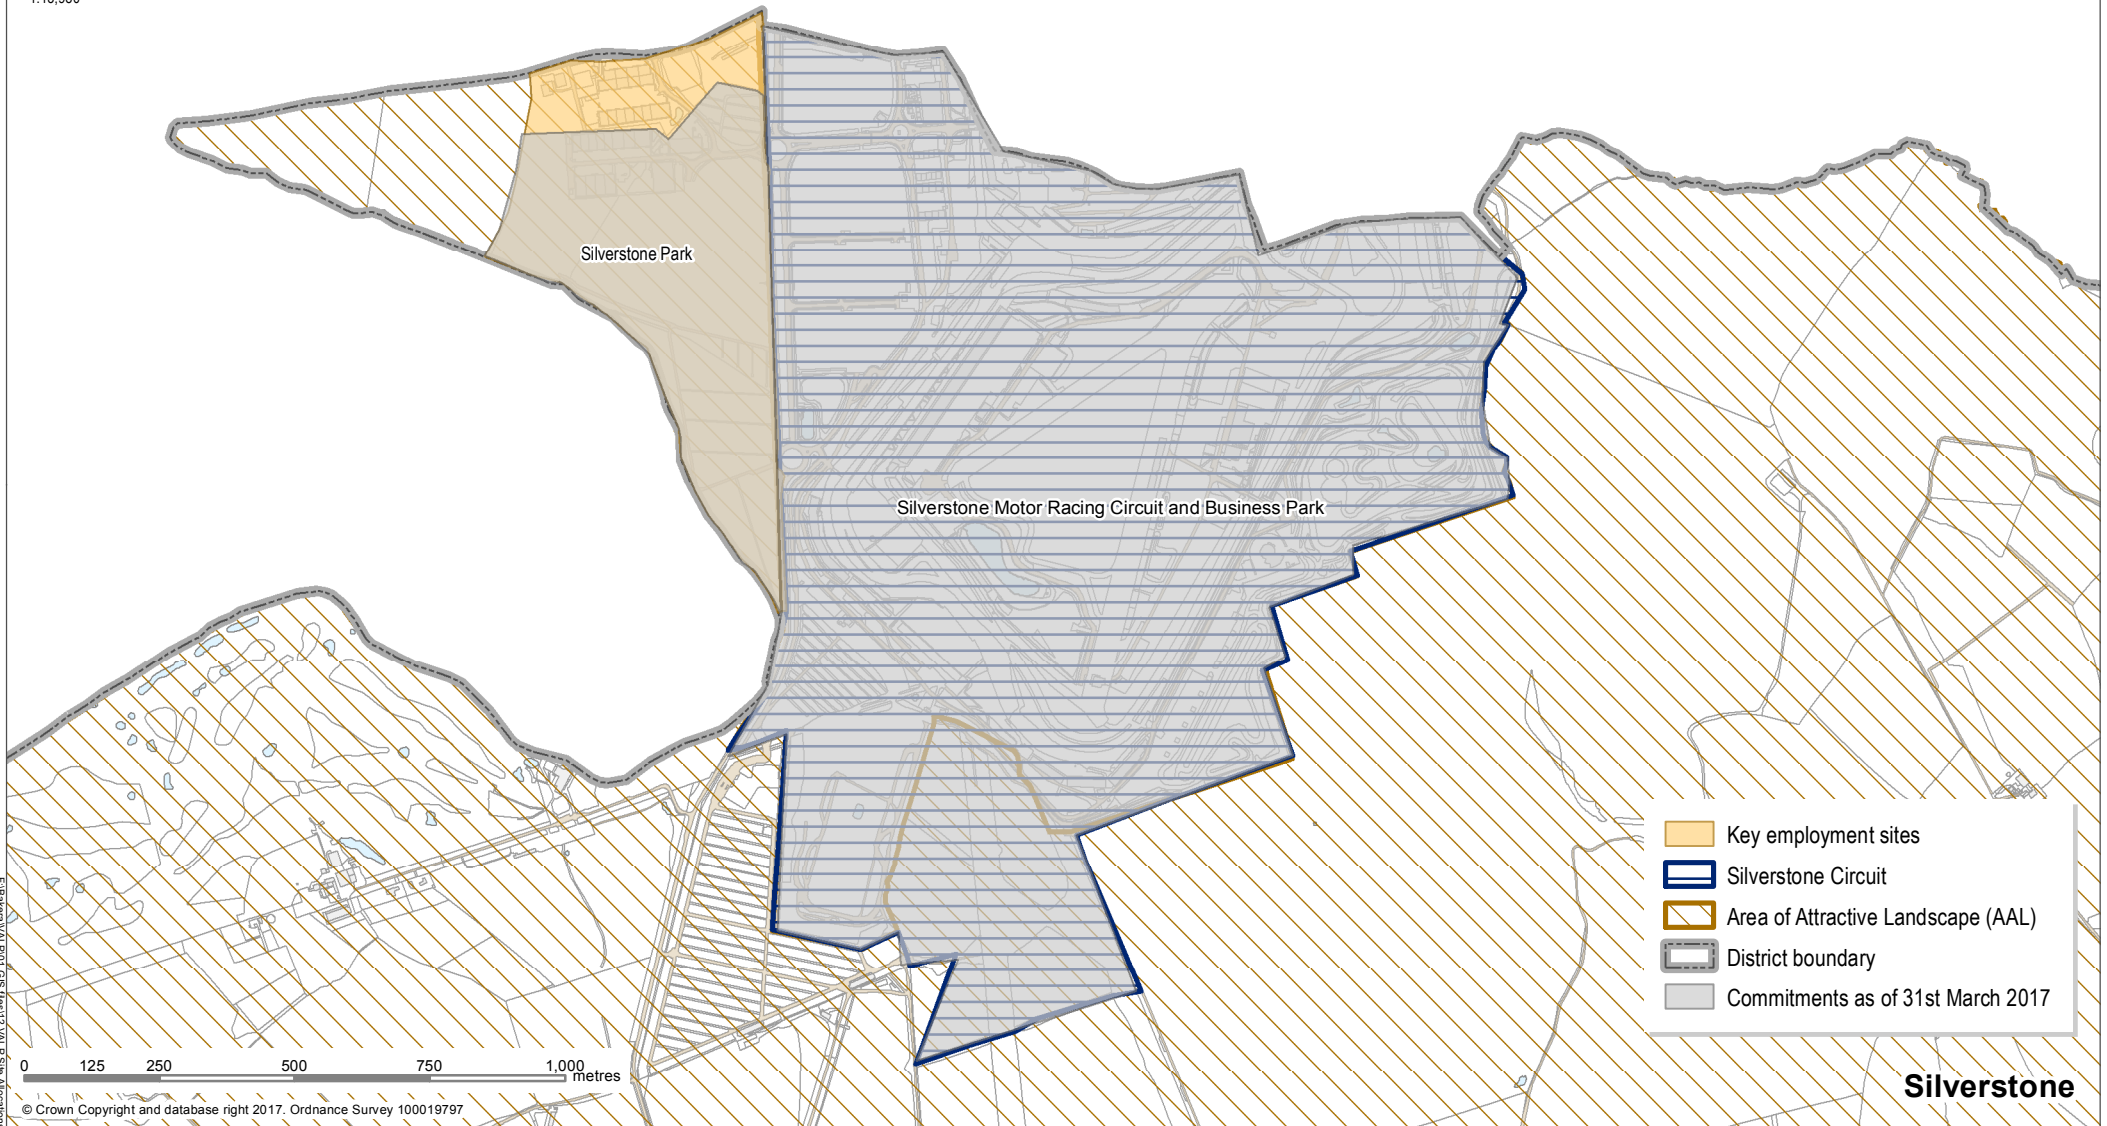 Silverstone Park
Silverstone Motor Racing Circuit and Business Park
Key employment sites
Silverstone Circuit
Area of Attractive Landscape (AAL)
District boundary
Commitments as of 31st March 2017
0 125 250 500 750 1,000
metres
© Crown Copyright and database right 2017. Ordnance Survey 100019797
Silverstone